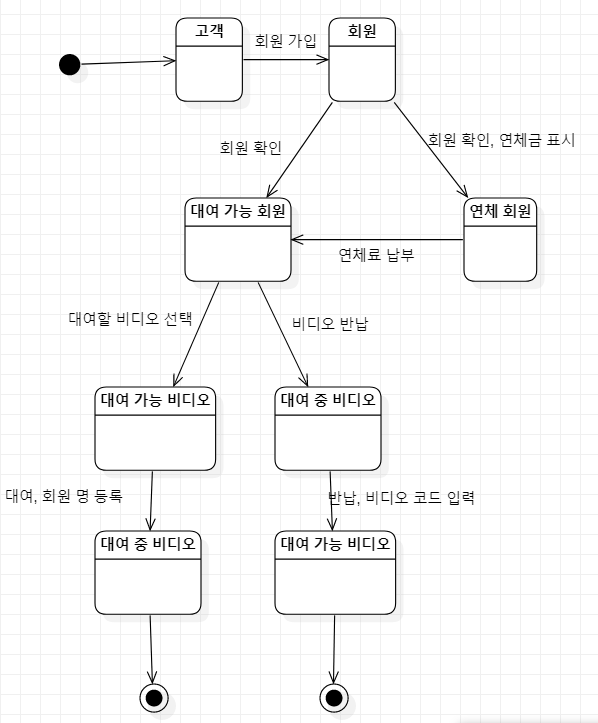 고객
회원 가입
회원
회원 확인
회원 확인, 연체금 표시
대여 가능 회원
연체 회원
연체료 납부
대여할 비디오 선택
비디오 반납
대여 가능 비디오
대여 중 비디오
대여, 회원 명 등록
반납, 비디오 코드 입력
대여 중 비디오
대여 가능 비디오